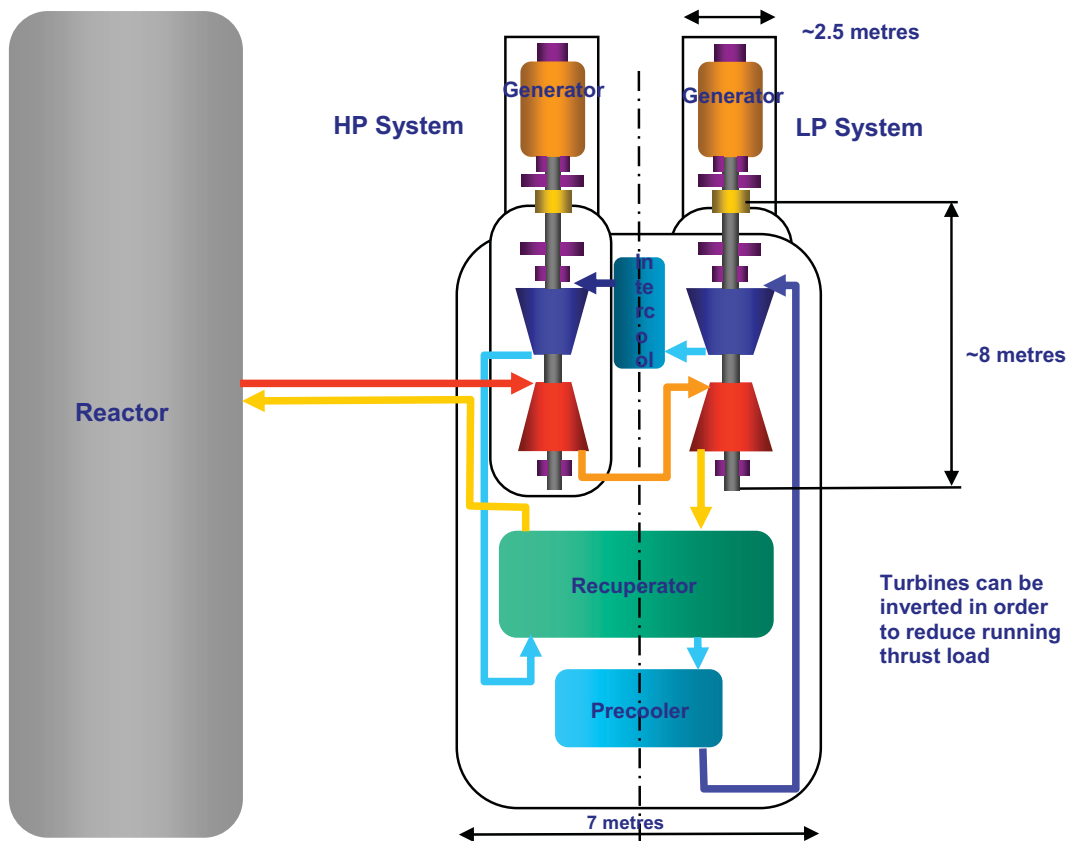 ~2.5 metres
Generator
Generator
HP System
LP System
in
te
rc
o
ol
~8 metres
Reactor
Recuperator
Turbines can be
inverted in order
to reduce running
thrust load
Precooler
7 metres